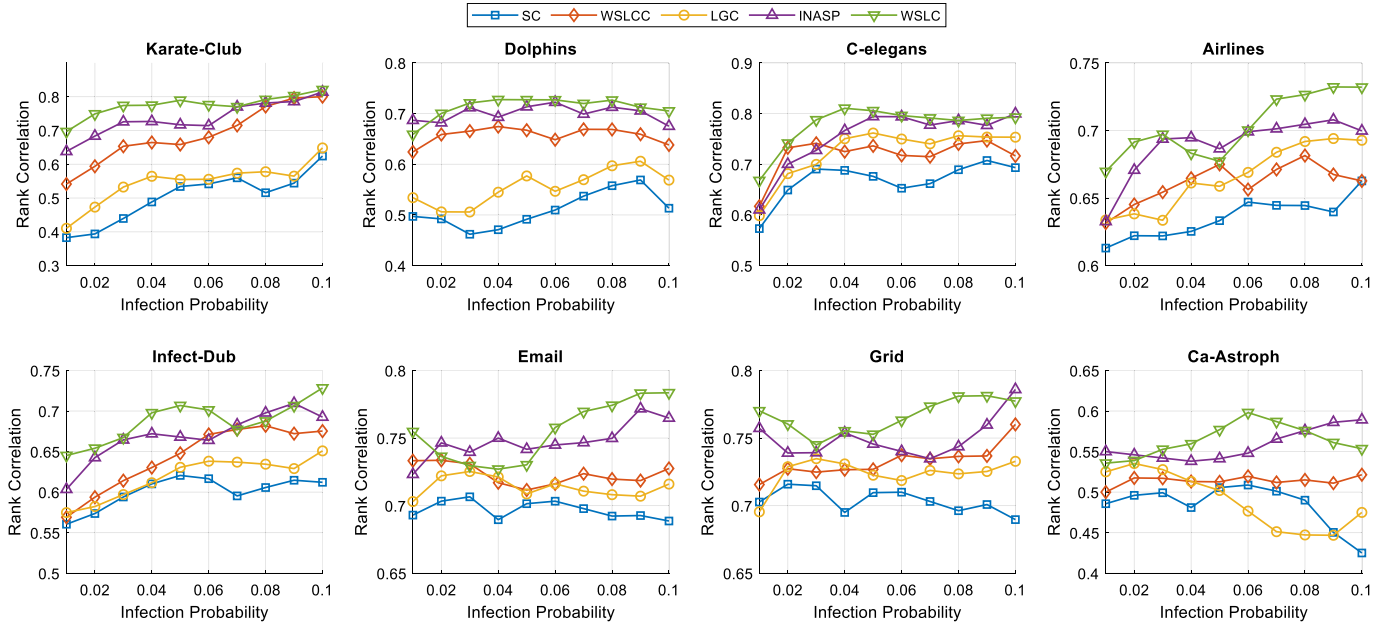 SC WSLCC LGC INASP WSLC
Karate-Club
Rank Correlation
0.8
0.7
0.6
0.5
0.4
0.3
0.02 0.04 0.06 0.08 0.1
Infection Probability
Dolphins
Rank Correlation
0.8
0.7
0.6
0.5
0.4
0.02 0.04 0.06 0.08 0.1
Infection Probability
C-elegans
Rank Correlation
0.9
0.8
0.7
0.6
0.5
0.02 0.04 0.06 0.08 0.1
Infection Probability
Airlines
Rank Correlation
0.75
0.7
0.65
0.6
0.02 0.04 0.06 0.08 0.1
Infection Probability
Infect-Dub
Rank Correlation
0.75
0.7
0.65
0.6
0.55
0.5
0.02 0.04 0.06 0.08 0.1
Infection Probability
Email
Rank Correlation
0.8
0.75
0.7
0.65
0.02 0.04 0.06 0.08 0.1
Infection Probability
Grid
Rank Correlation
0.8
0.75
0.7
0.65
0.02 0.04 0.06 0.08 0.1
Infection Probability
Ca-Astroph
Rank Correlation
0.65
0.6
0.55
0.5
0.45
0.4
0.02 0.04 0.06 0.08 0.1
Infection Probability